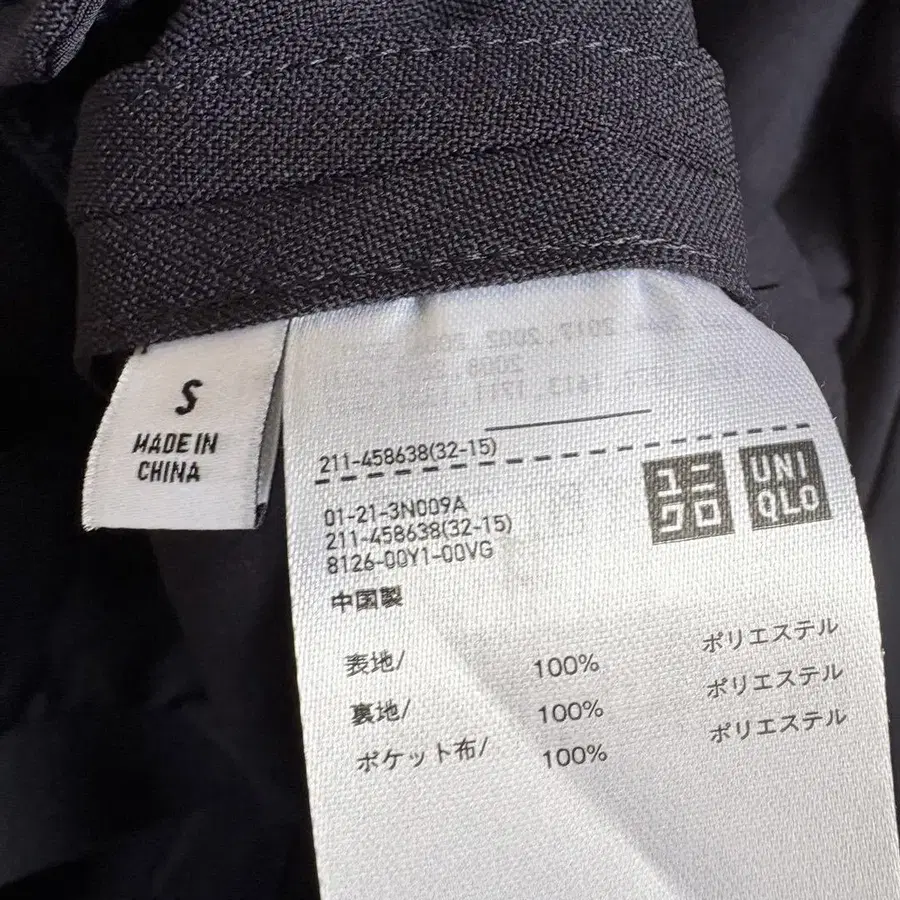 S
MADE IN
CHINA
211-458638(32-15)
01-21-3N009A
211-458638(32-15)
8126-00Y1-00VG
中国製
ユニ
クロ
UNI
QLO
表地/ 100% ポリエステル
裏地/ 100% ポリエステル
ポケット布/ 100% ポリエステル